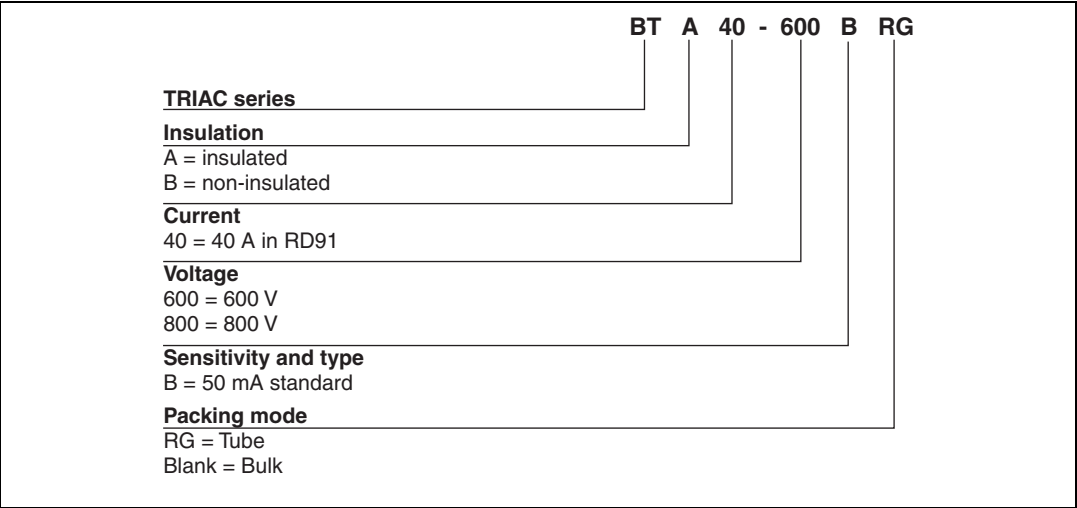 BT A 40 - 600 B RG
TRIAC series
Insulation
A = insulated
B = non-insulated
Current
40 = 40 A in RD91
Voltage
600 = 600 V
800 = 800 V
Sensitivity and type
B = 50 mA standard
Packing mode
RG = Tube
Blank = Bulk